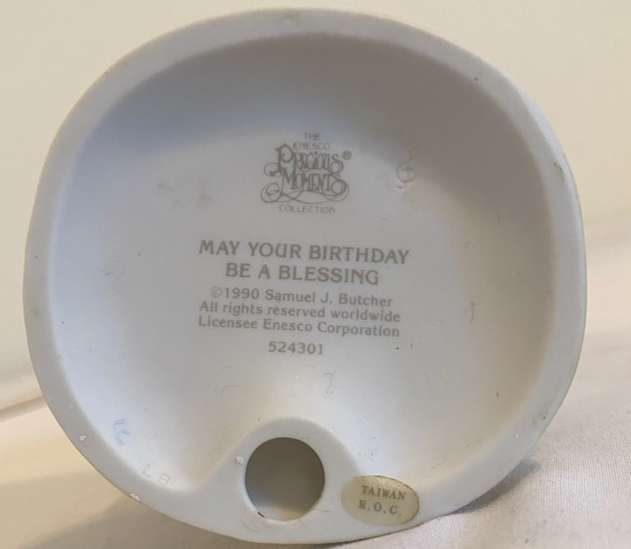 THE
ENESCO
PRECIOUS®
MOMENTS
COLLECTION
MAY YOUR BIRTHDAY
BE A BLESSING
©1990 Samuel J. Butcher
All rights reserved worldwide
Licensee Enesco Corporation
524301
TAIWAN
R.O.C.